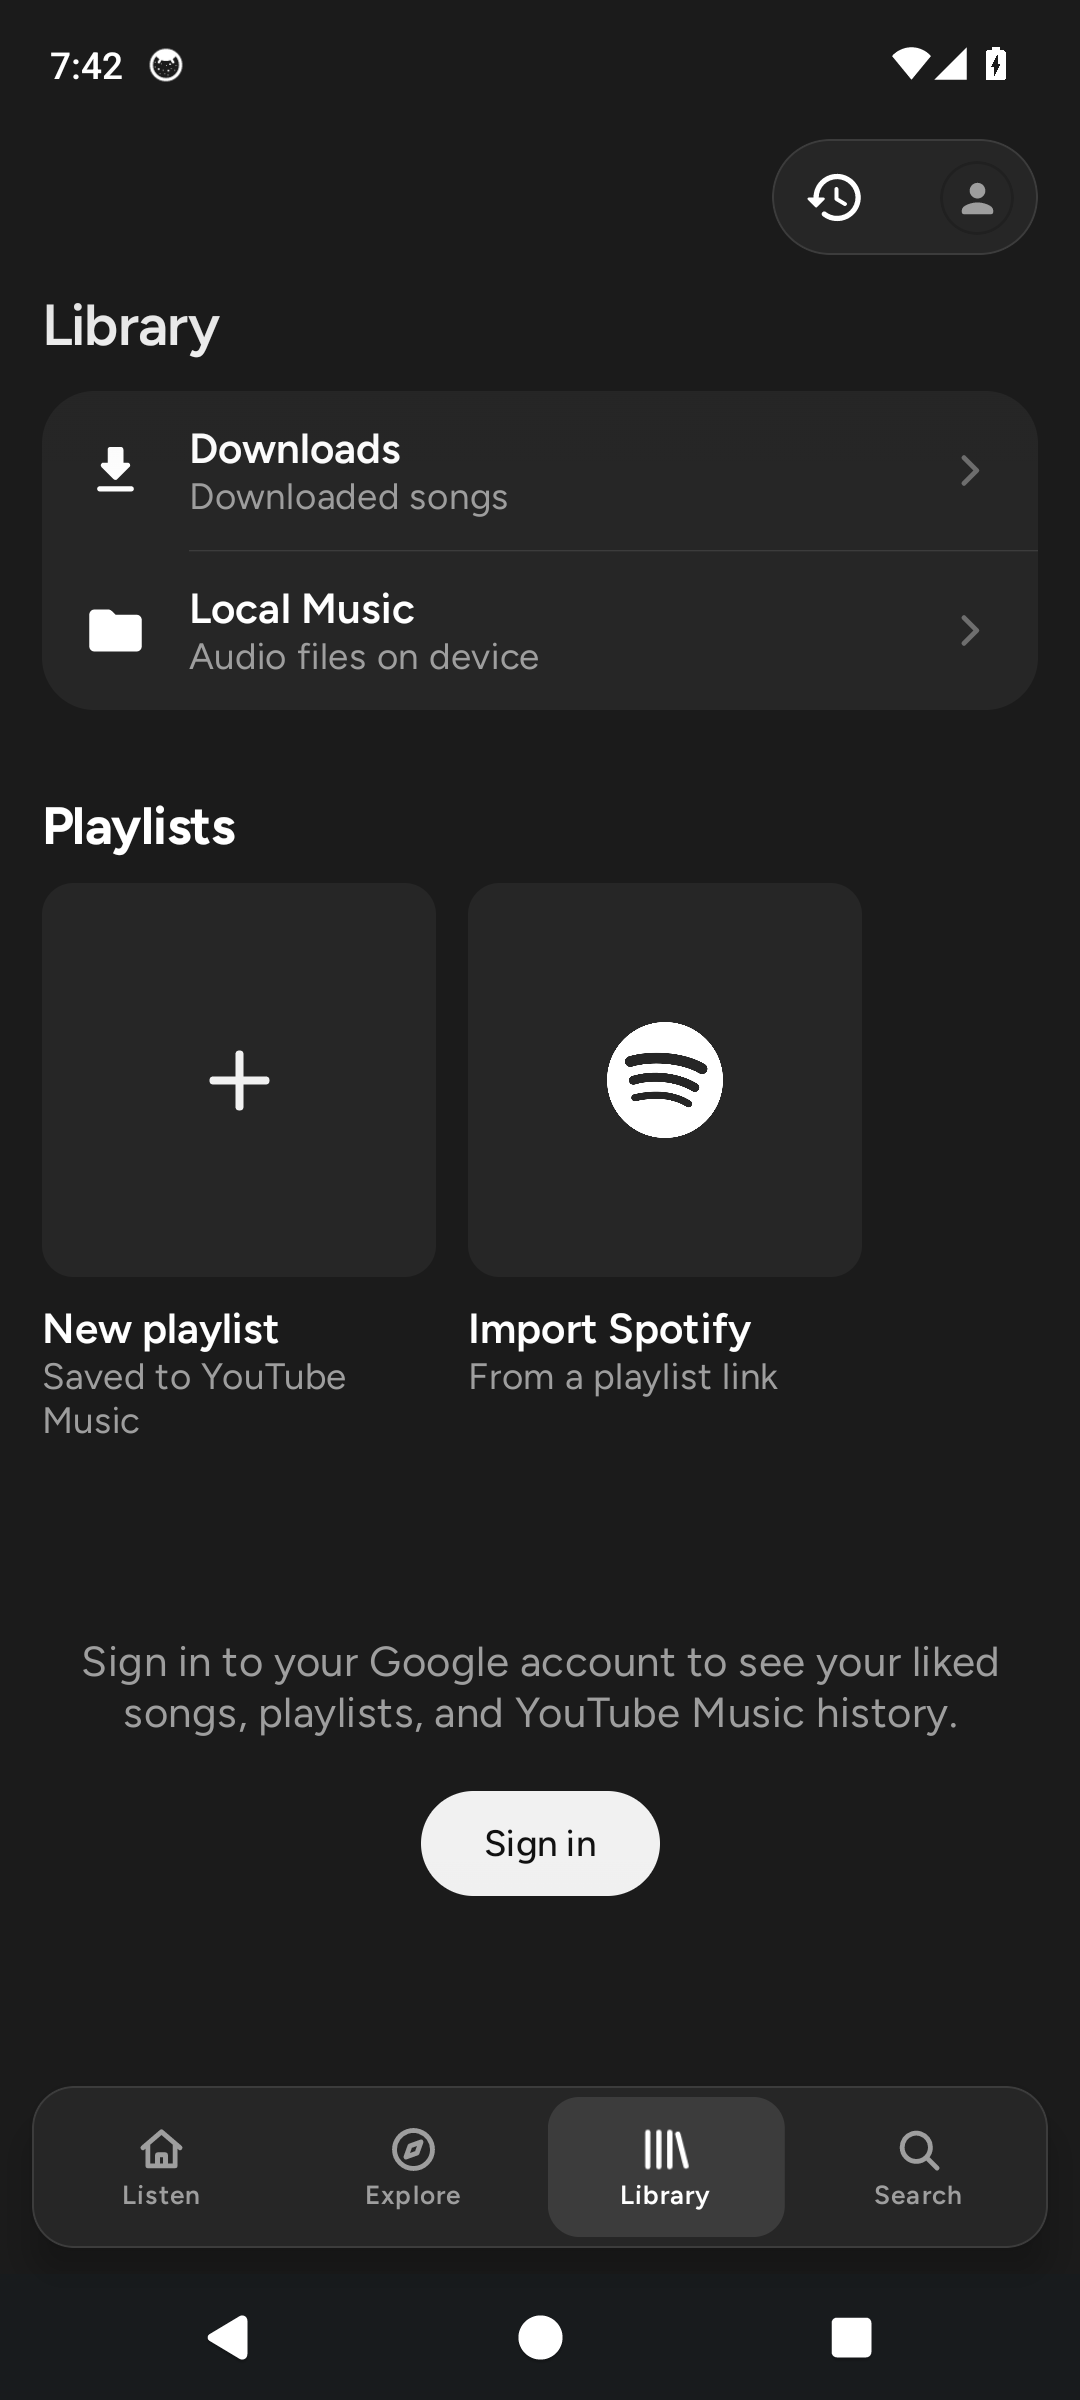 7:42
Library
Downloads
Downloaded songs
Local Music
Audio files on device
Playlists
New playlist
Saved to YouTube
Music
Import Spotify
From a playlist link
Sign in to your Google account to see your liked
songs, playlists, and YouTube Music history.
Sign in
Listen
Explore
Library
Search